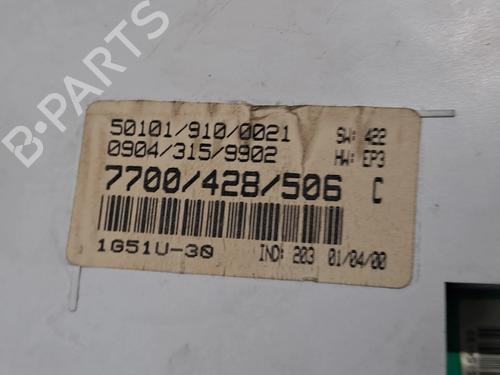 B-PARTS
50101/910/0021 SW: 422
0904/315/9902 HW: EP3
7700/428/506 C
1G51U-30 IND: 203 01/04/00